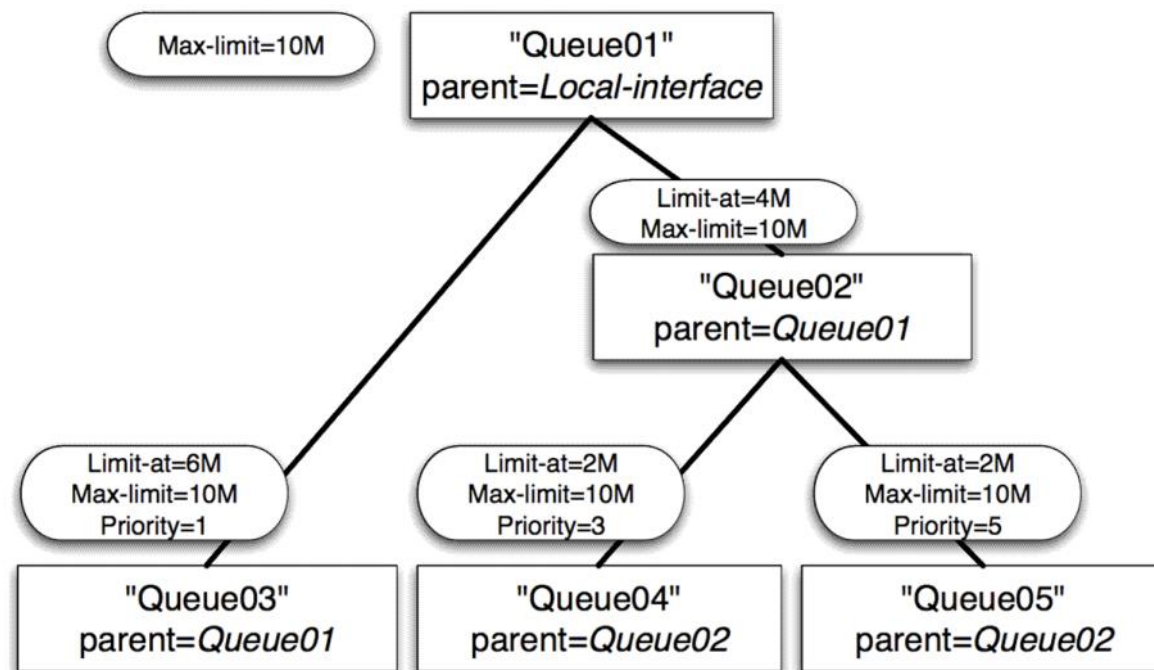 Max-limit=10M
"Queue01"
parent=Local-interface
Limit-at=4M
Max-limit=10M
"Queue02"
parent=Queue01
Limit-at=6M
Max-limit=10M
Priority=1
Limit-at=2M
Max-limit=10M
Priority=3
Limit-at=2M
Max-limit=10M
Priority=5
"Queue03"
parent=Queue01
"Queue04"
parent=Queue02
"Queue05"
parent=Queue02